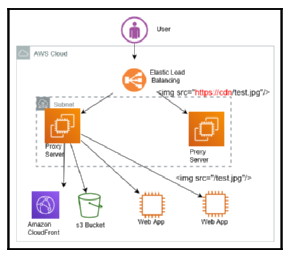 User
AWS Cloud
Elastic Load
Balancing
<img src="https://cdn/test.jpg"/>
Subnet
Proxy
Server
Proxy
Server
<img src="/test.jpg"/>
Amazon
CloudFront
s3 Bucket
Web App
Web App